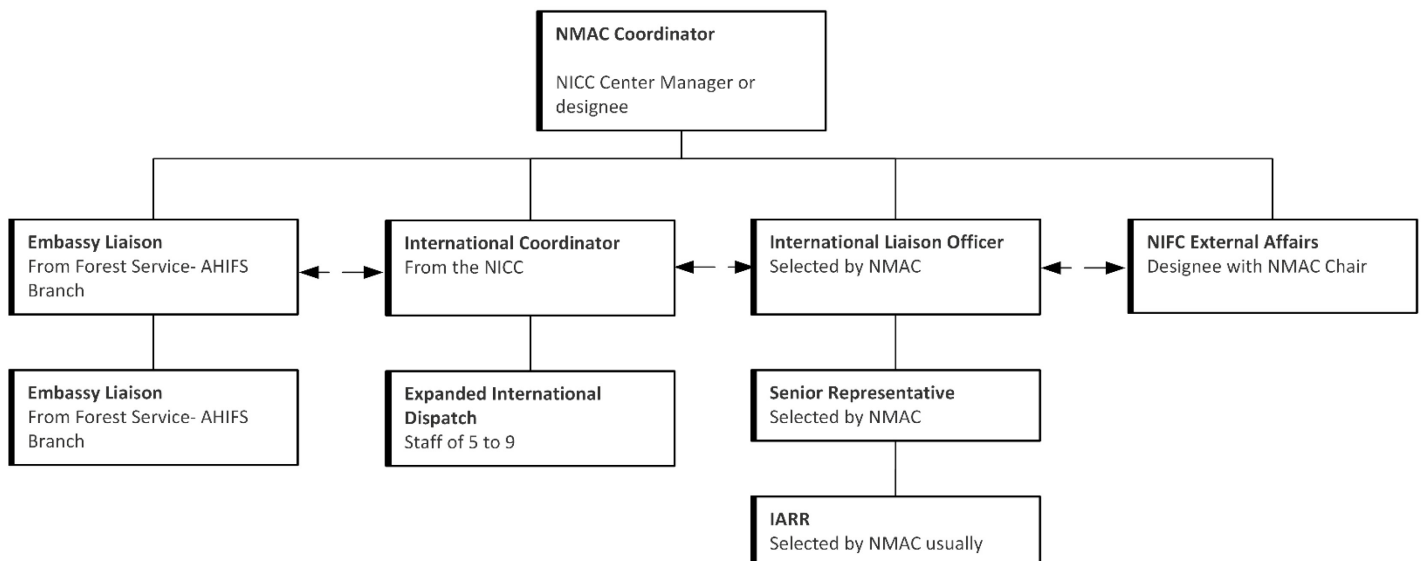 NMAC Coordinator
NICC Center Manager or
designee
Embassy Liaison
From Forest Service- AHIFS
Branch
International Coordinator
From the NICC
International Liaison Officer
Selected by NMAC
NIFC External Affairs
Designee with NMAC Chair
Embassy Liaison
From Forest Service- AHIFS
Branch
Expanded International
Dispatch
Staff of 5 to 9
Senior Representative
Selected by NMAC
IARR
Selected by NMAC usually